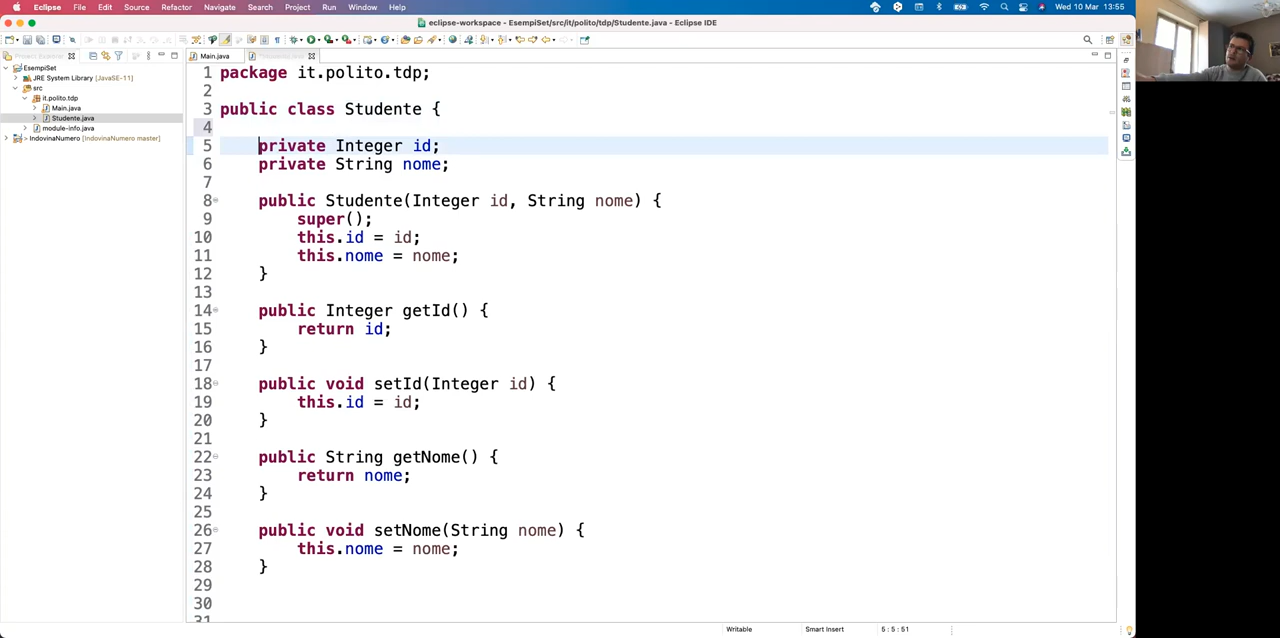 Eclipse File Edit Source Refactor Navigate Search Project Run Window Help Wed 10 Mar 13:55
eclipse-workspace - EsempiSet/src/it/polito/tdp/Studente.java - Eclipse IDE
Main.java
EsempiSet
JRE System Library [JavaSE-11]
src
it.polito.tdp
Main.java
Studente.java
module-info.java
> IndovinaNumero [IndovinaNumero master]
1 package it.polito.tdp;
2
3 public class Studente {
4
5 private Integer id;
6 private String nome;
7
8 public Studente(Integer id, String nome) {
9 super();
10 this.id = id;
11 this.nome = nome;
12 }
13
14 public Integer getId() {
15 return id;
16 }
17
18 public void setId(Integer id) {
19 this.id = id;
20 }
21
22 public String getNome() {
23 return nome;
24 }
25
26 public void setNome(String nome) {
27 this.nome = nome;
28 }
29
30
31
Writable Smart Insert 5 : 5 : 51